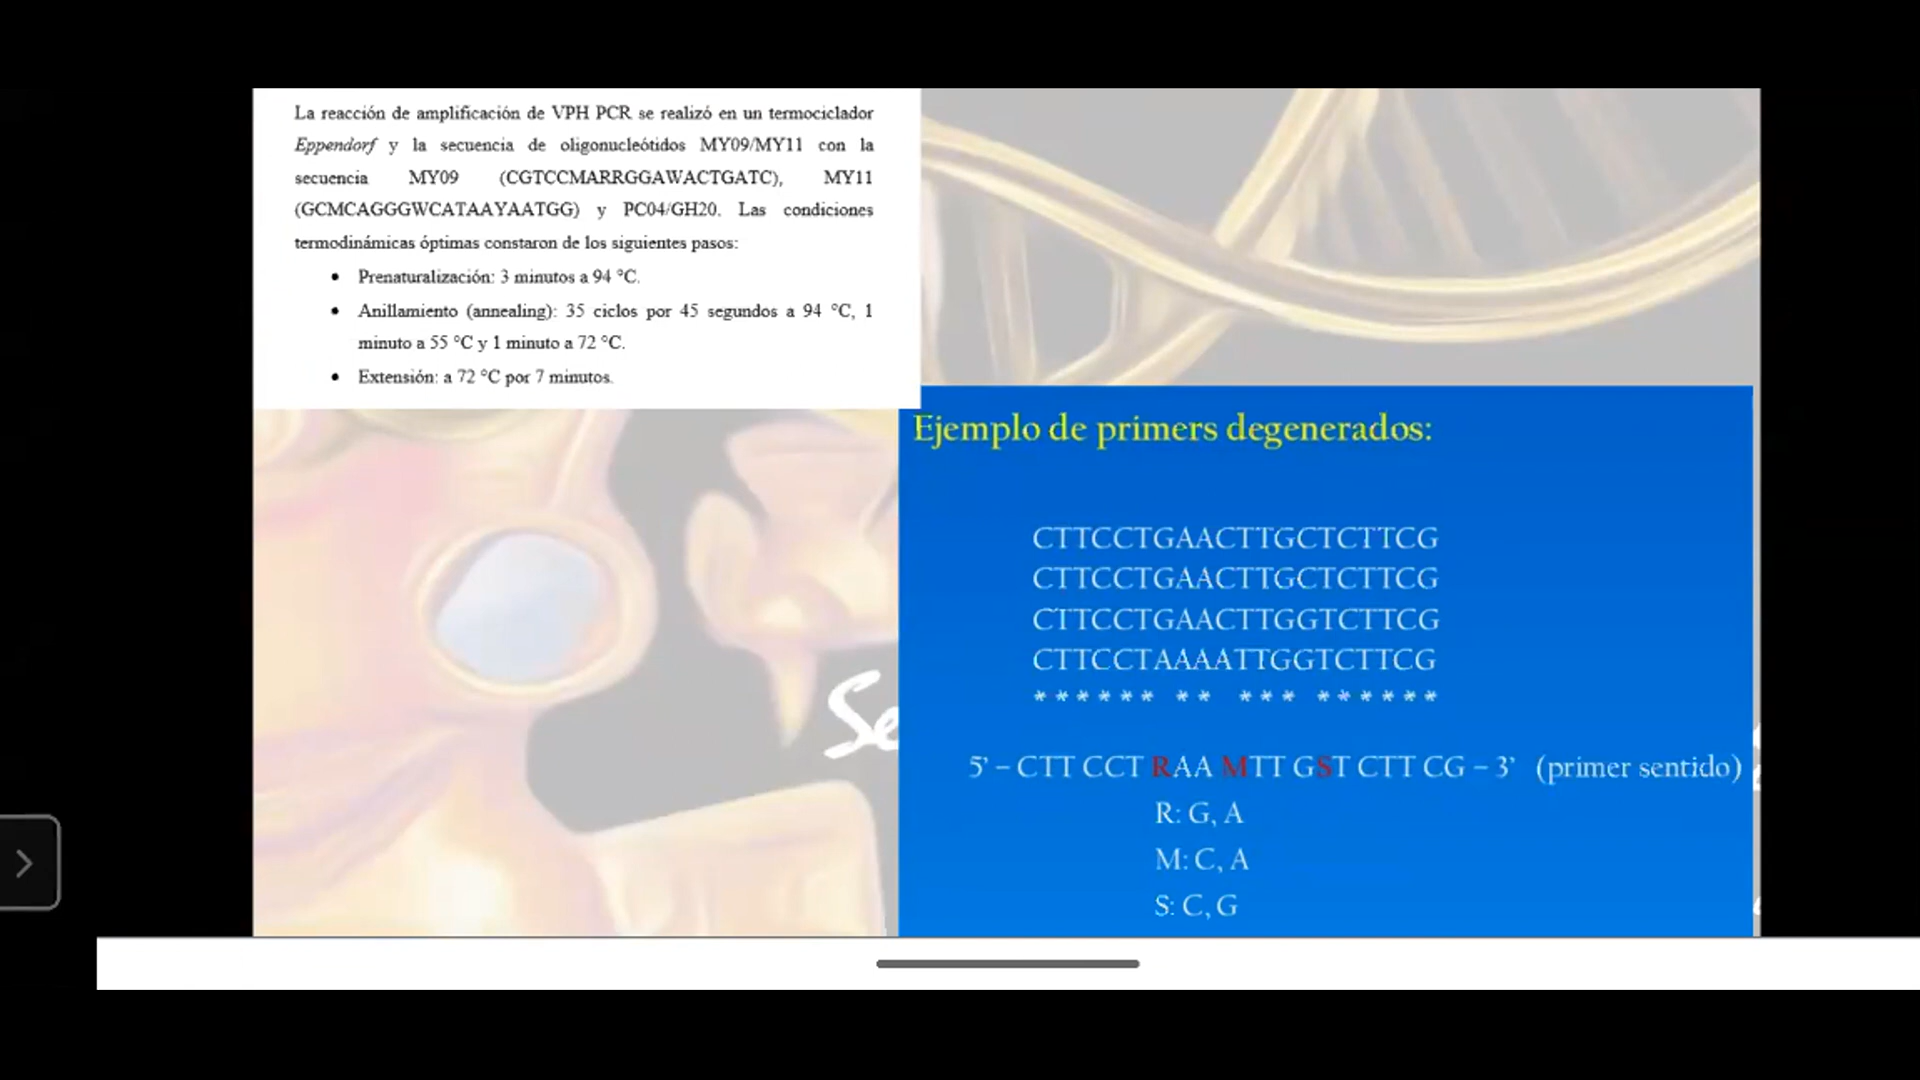 La reacción de amplificación de VPH PCR se realizó en un termociclador
Eppendorf y la secuencia de oligonucleótidos MY09/MY11 con la
secuencia MY09 (CGTCCMARRGGAWACTGATC), MY11
(GCMCAGGGWCATAAYAATGG) y PC04/GH20. Las condiciones
termodinámicas óptimas constaron de los siguientes pasos:
• Prenaturalización: 3 minutos a 94 °C.
• Anillamiento (annealing): 35 ciclos por 45 segundos a 94 °C, 1
minuto a 55 °C y 1 minuto a 72 °C.
• Extensión: a 72 °C por 7 minutos.
Ejemplo de primers degenerados:
CTTCCTGAACTTGCTCTTCG
CTTCCTGAACTTGCTCTTCG
CTTCCTGAACTTGGTCTTCG
CTTCCTAAAATTGGTCTTCG
* * * * * * * * * * * * * * * * *
5’ – CTT CCT RAA MTT GST CTT CG – 3’ (primer sentido)
R: G, A
M: C, A
S: C, G